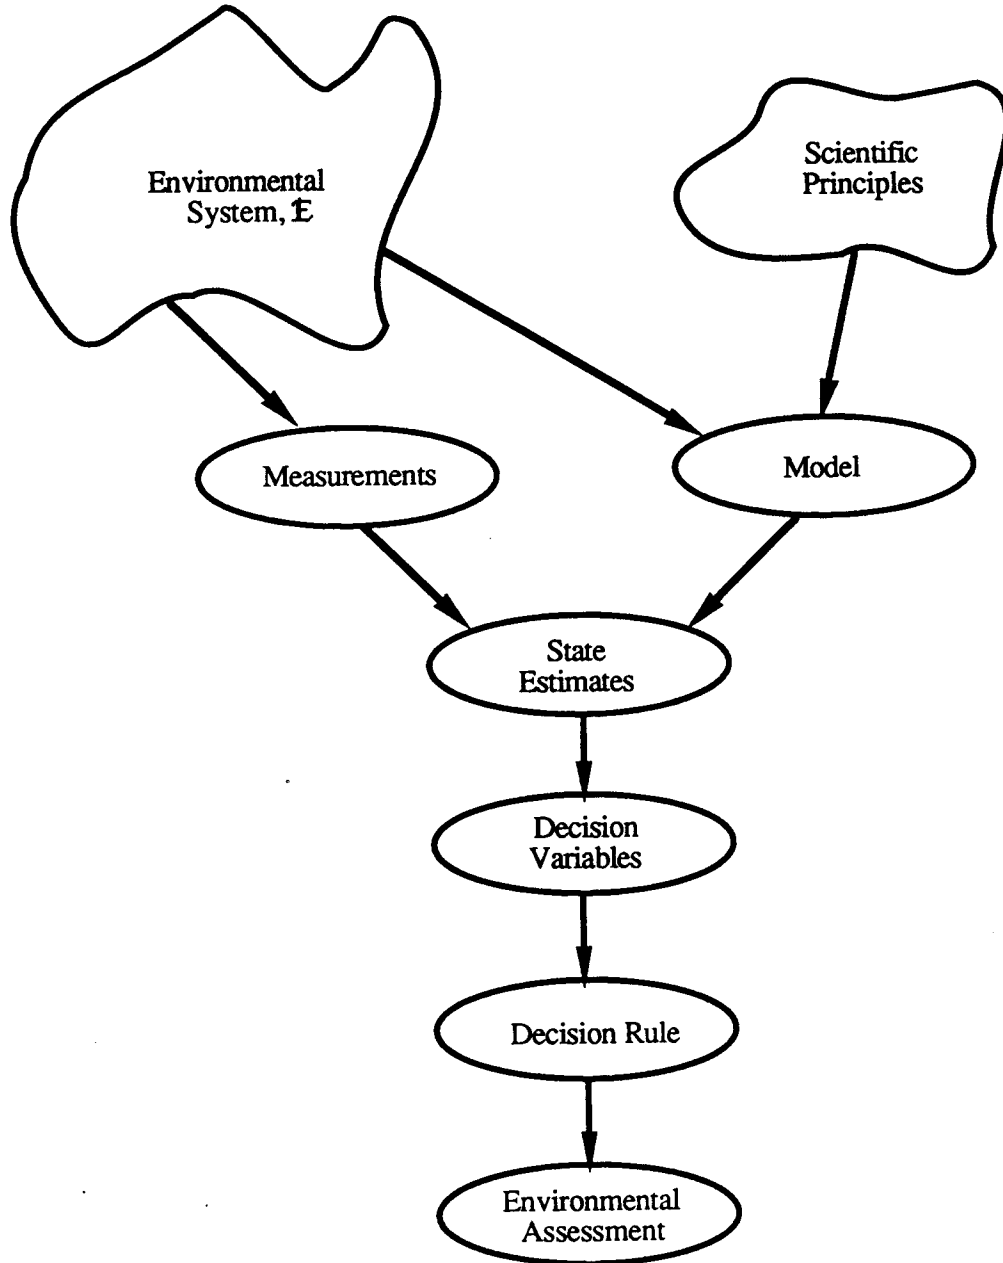 Environmental
System, E
Scientific
Principles
Measurements
Model
State
Estimates
Decision
Variables
Decision Rule
Environmental
Assessment